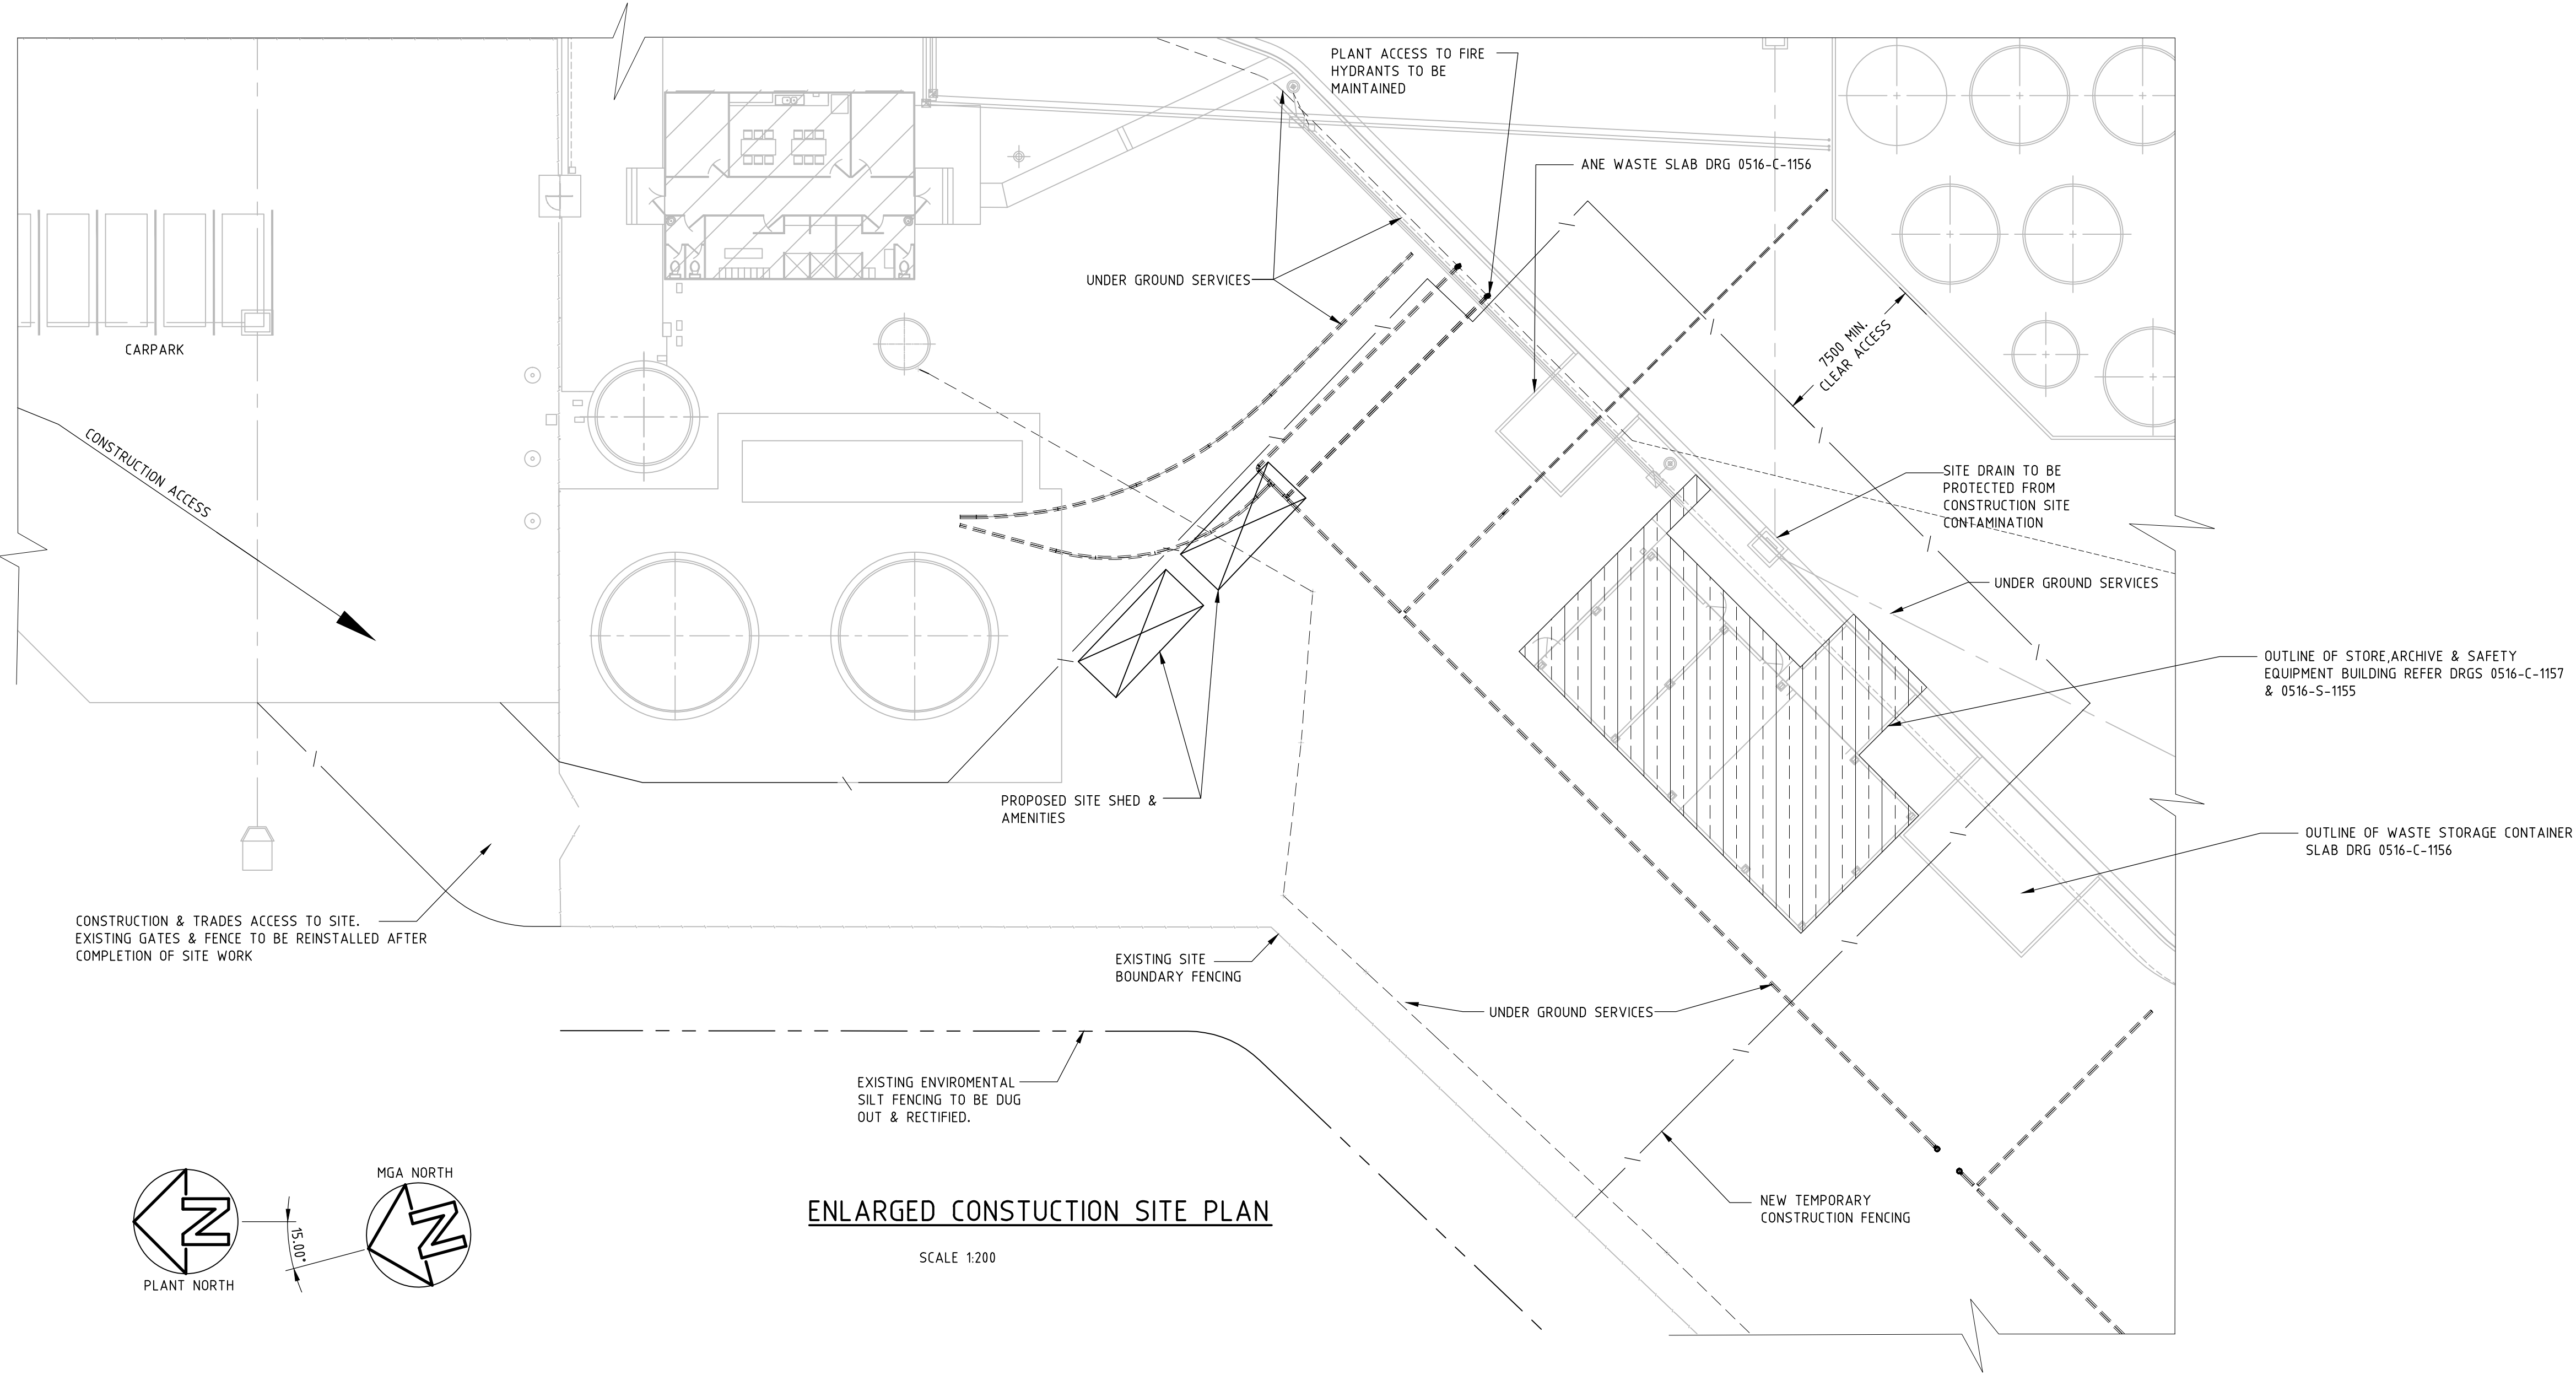 PLANT ACCESS TO FIRE
HYDRANTS TO BE
MAINTAINED
ANE WASTE SLAB DRG 0516-C-1156
UNDER GROUND SERVICES
CARPARK
7500 MIN.
CLEAR ACCESS
CONSTRUCTION ACCESS
SITE DRAIN TO BE
PROTECTED FROM
CONSTRUCTION SITE
CONTAMINATION
UNDER GROUND SERVICES
OUTLINE OF STORE,ARCHIVE & SAFETY
EQUIPMENT BUILDING REFER DRGS 0516-C-1157
& 0516-S-1155
PROPOSED SITE SHED &
AMENITIES
OUTLINE OF WASTE STORAGE CONTAINER
SLAB DRG 0516-C-1156
CONSTRUCTION & TRADES ACCESS TO SITE.
EXISTING GATES & FENCE TO BE REINSTALLED AFTER
COMPLETION OF SITE WORK
EXISTING SITE
BOUNDARY FENCING
UNDER GROUND SERVICES
EXISTING ENVIROMENTAL
SILT FENCING TO BE DUG
OUT & RECTIFIED.
NEW TEMPORARY
CONSTRUCTION FENCING
MGA NORTH
N
N
15.00°
PLANT NORTH
ENLARGED CONSTUCTION SITE PLAN
SCALE 1:200